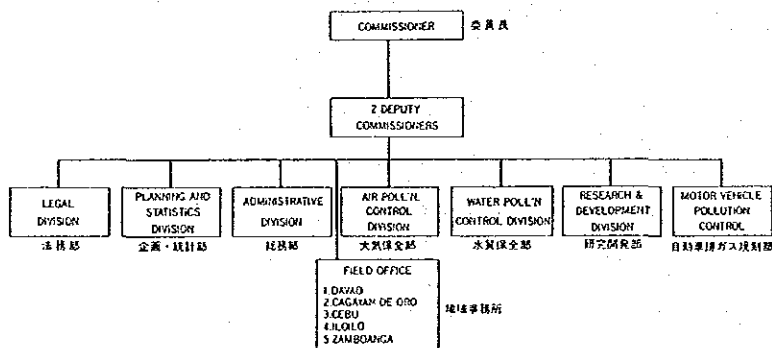 COMMISSIONER
委員長
2 DEPUTY
COMMISSIONERS
LEGAL
DIVISION
法務部
PLANNING AND
STATISTICS
DIVISION
企画・統計部
ADMINISTRATIVE
DIVISION
総務部
AIR POLL'N.
CONTROL
DIVISION
大気保全部
WATER POLL'N
CONTROL DIVISION
水質保全部
RESEARCH &
DEVELOPMENT
DIVISION
研究開発部
MOTOR VEHICLE
POLLUTION
CONTROL
自動車排ガス規制部
FIELD OFFICE
1.DAVAO
2.CAGAYAN DE ORO
3.CEBU
4.ILOILO
5.ZAMBOANGA
地域事務所